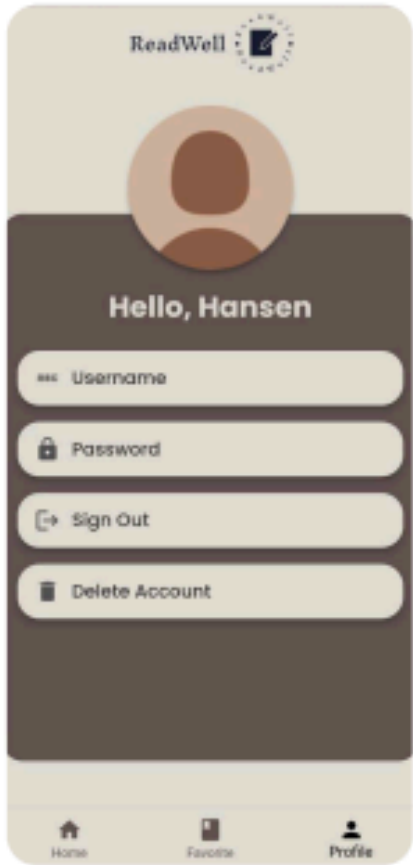 ReadWell
Hello, Hansen
Username
Password
Sign Out
Delete Account
Home
Favorite
Profile